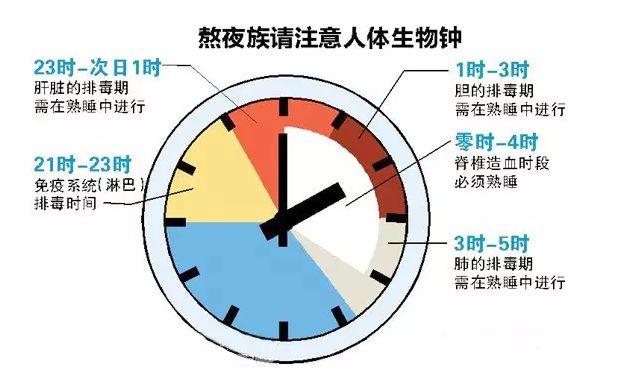 熬夜族请注意人体生物钟
23时-次日1时
肝脏的排毒期
需在熟睡中进行
1时-3时
胆的排毒期
需在熟睡中进行
零时-4时
脊椎造血时段
必须熟睡
21时-23时
免疫系统(淋巴)
排毒时间
3时-5时
肺的排毒期
需在熟睡中进行